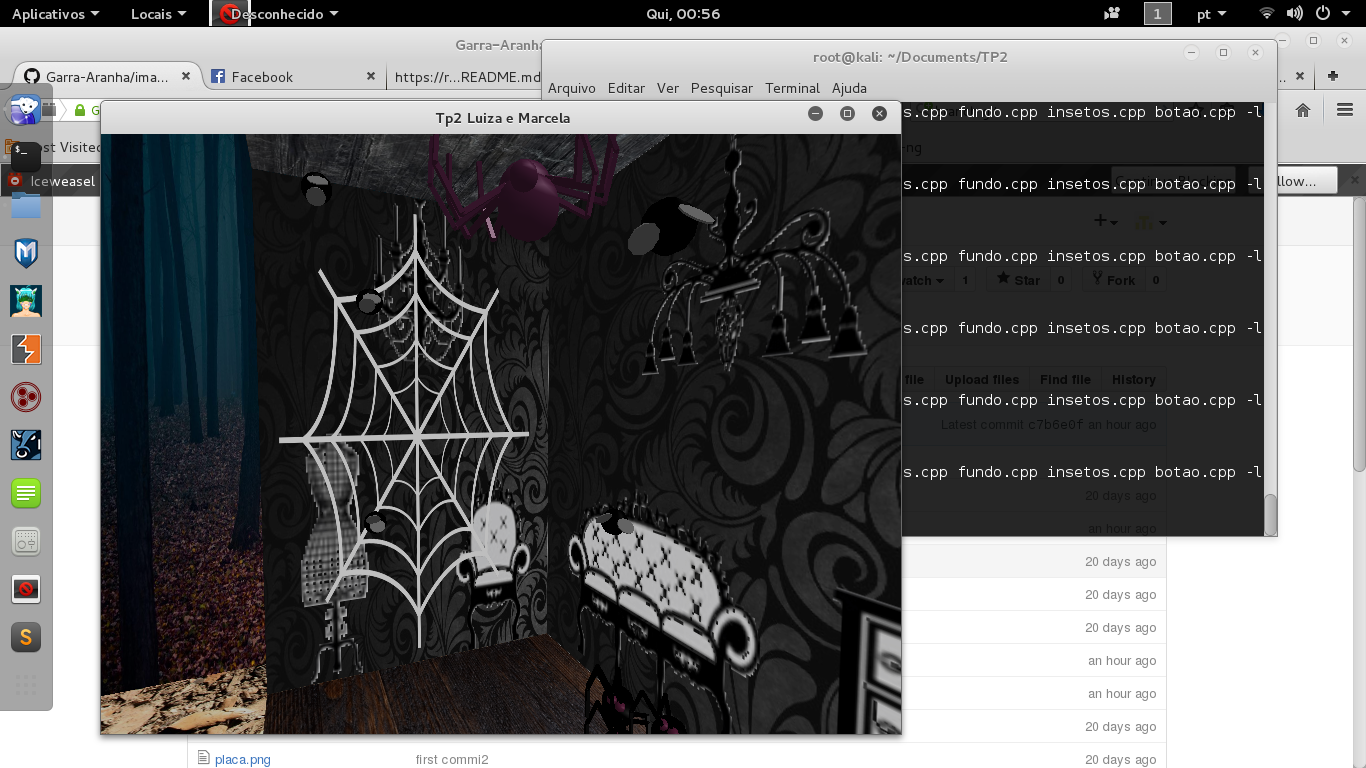 Aplicativos Locais Desconhecido Qui, 00:56 1 pt
Garra-Aranha
root@kali: ~/Documents/TP2
Garra-Aranha/ima... Facebook https://r...README.md
Arquivo Editar Ver Pesquisar Terminal Ajuda
Tp2 Luiza e Marcela
s.cpp fundo.cpp insetos.cpp botao.cpp -l
ost Visited
-ng
Iceweasel
llow...
s.cpp fundo.cpp insetos.cpp botao.cpp -l
s.cpp fundo.cpp insetos.cpp botao.cpp -l
watch 1 Star 0 Fork 0
s.cpp fundo.cpp insetos.cpp botao.cpp -l
file Upload files Find file History
s.cpp fundo.cpp insetos.cpp botao.cpp -l
Latest commit c7b6e0f an hour ago
s.cpp fundo.cpp insetos.cpp botao.cpp -l
20 days ago
an hour ago
20 days ago
20 days ago
20 days ago
an hour ago
an hour ago
20 days ago
placa.png first commi2 20 days ago